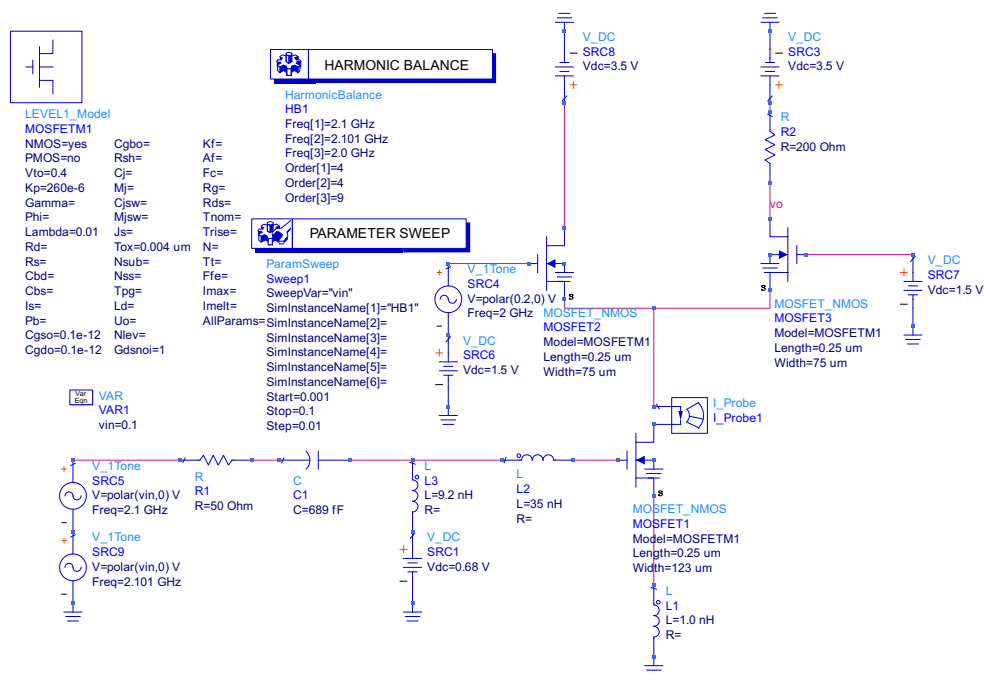 LEVEL1_Model
MOSFETM1
NMOS=yes
PMOS=no
Vto=0.4
Kp=260e-6
Gamma=
Phi=
Lambda=0.01
Rd=
Rs=
Cbd=
Cbs=
Is=
Pb=
Cgso=0.1e-12
Cgdo=0.1e-12
Cgbo=
Rsh=
Cj=
Mj=
Cjsw=
Mjsw=
Js=
Tox=0.004 um
Nsub=
Nss=
Tpg=
Ld=
Uo=
Nlev=
Gdsnoi=1
Kf=
Af=
Fc=
Rg=
Rds=
Tnom=
Trise=
N=
Tt=
Ffe=
Imax=
Imelt=
AllParams=
HARMONIC BALANCE
HarmonicBalance
HB1
Freq[1]=2.1 GHz
Freq[2]=2.101 GHz
Freq[3]=2.0 GHz
Order[1]=4
Order[2]=4
Order[3]=9
PARAMETER SWEEP
ParamSweep
Sweep1
SweepVar="vin"
SimInstanceName[1]="HB1"
SimInstanceName[2]=
SimInstanceName[3]=
SimInstanceName[4]=
SimInstanceName[5]=
SimInstanceName[6]=
Start=0.001
Stop=0.1
Step=0.01
V_DC
SRC8
Vdc=3.5 V
V_DC
SRC3
Vdc=3.5 V
R
R2
R=200 Ohm
vo
V_1Tone
SRC4
V=polar(0.2,0) V
Freq=2 GHz
V_DC
SRC6
Vdc=1.5 V
s
MOSFET_NMOS
MOSFET2
Model=MOSFETM1
Length=0.25 um
Width=75 um
s
MOSFET_NMOS
MOSFET3
Model=MOSFETM1
Length=0.25 um
Width=75 um
V_DC
SRC7
Vdc=1.5 V
I_Probe
I_Probe1
Var
Eqn
VAR
VAR1
vin=0.1
V_1Tone
SRC5
V=polar(vin,0) V
Freq=2.1 GHz
V_1Tone
SRC9
V=polar(vin,0) V
Freq=2.101 GHz
R
R1
R=50 Ohm
C
C1
C=689 fF
L
L3
L=9.2 nH
R=
V_DC
SRC1
Vdc=0.68 V
L
L2
L=35 nH
R=
s
MOSFET_NMOS
MOSFET1
Model=MOSFETM1
Length=0.25 um
Width=123 um
L
L1
L=1.0 nH
R=